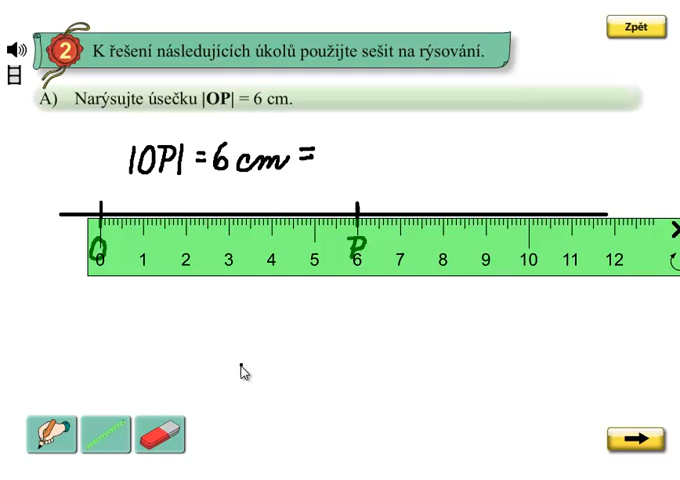 Zpět
2 K řešení následujících úkolů použijte sešit na rýsování.
A) Narýsujte úsečku |OP| = 6 cm.
|OP| = 6 cm =
O P
0 1 2 3 4 5 6 7 8 9 10 11 12